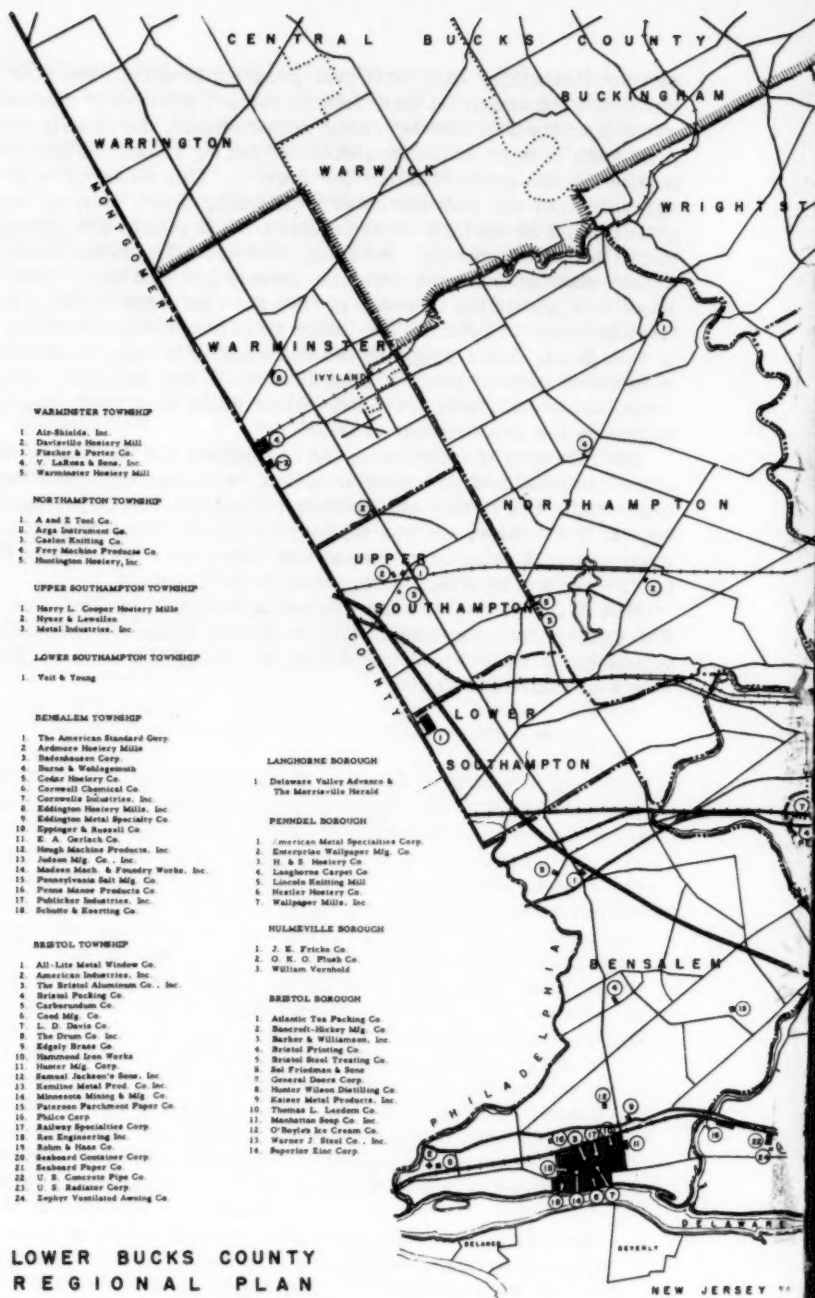 CENTRAL BUCKS COUNTY
BUCKINGHAM
WARRINGTON
WARWICK
WRIGHTST
MONTGOMERY
WARMINSTER
IVYLAND
NORTHAMPTON
UPPER
SOUTHAMPTON
COUNTY
LOWER
SOUTHAMPTON
BENSALEM
PHILADELPHIA
DELAWARE
DELANCO
BEVERLY
NEW JERSEY
WARMINSTER TOWNSHIP
1. Air-Shields, Inc.
2. Davisville Hosiery Mill
3. Fischer & Porter Co.
4. V. LaRosa & Sons, Inc.
5. Warminster Hosiery Mill
NORTHAMPTON TOWNSHIP
1. A and Z Tool Co.
2. Arga Instrument Co.
3. Caslon Knitting Co.
4. Frey Machine Products Co.
5. Huntington Hosiery, Inc.
UPPER SOUTHAMPTON TOWNSHIP
1. Harry L. Cooper Hosiery Mills
2. Hyner & Lewellen
3. Metal Industries, Inc.
LOWER SOUTHAMPTON TOWNSHIP
1. Veit & Young
BENSALEM TOWNSHIP
1. The American Standard Corp.
2. Ardmore Hosiery Mills
3. Badenhausen Corp.
4. Burns & Wohlgemuth
5. Cedar Hosiery Co.
6. Cornwell Chemical Co.
7. Cornwells Industries, Inc.
8. Eddington Hosiery Mills, Inc.
9. Eddington Metal Specialty Co.
10. Eppinger & Russell Co.
11. E. A. Gerlach Co.
12. Hough Machine Products, Inc.
13. Judson Mfg. Co., Inc.
14. Madsen Mach. & Foundry Works, Inc.
15. Pennsylvania Salt Mfg. Co.
16. Penns Manor Products Co.
17. Publicker Industries, Inc.
18. Schutte & Koerting Co.
BRISTOL TOWNSHIP
1. All-Lite Metal Window Co.
2. American Industries, Inc.
3. The Bristol Aluminum Co., Inc.
4. Bristol Packing Co.
5. Carborundum Co.
6. Coed Mfg. Co.
7. L. D. Davis Co.
8. The Drum Co. Inc.
9. Edgely Brass Co.
10. Hammond Iron Works
11. Hunter Mfg. Corp.
12. Samuel Jackson's Sons, Inc.
13. Kemline Metal Prod. Co. Inc.
14. Minnesota Mining & Mfg. Co.
15. Paterson Parchment Paper Co.
16. Philco Corp.
17. Railway Specialties Corp.
18. Rex Engineering Inc.
19. Rohm & Haas Co.
20. Seaboard Container Corp.
21. Seaboard Paper Co.
22. U. S. Concrete Pipe Co.
23. U. S. Radiator Corp.
24. Zephyr Ventilated Awning Co.
LANGHORNE BOROUGH
1. Delaware Valley Advance &
The Morrisville Herald
PENNDEL BOROUGH
1. American Metal Specialties Corp.
2. Enterprise Wallpaper Mfg. Co.
3. H. & S. Hosiery Co.
4. Langhorne Carpet Co.
5. Lincoln Knitting Mill
6. Nestler Hosiery Co.
7. Wallpaper Mills, Inc.
HULMEVILLE BOROUGH
1. J. E. Fricke Co.
2. O. K. O. Plush Co.
3. William Vornhold
BRISTOL BOROUGH
1. Atlantic Tea Packing Co.
2. Bancroft-Hickey Mfg. Co.
3. Barker & Williamson, Inc.
4. Bristol Printing Co.
5. Bristol Steel Treating Co.
6. Sol Friedman & Sons
7. General Doors Corp.
8. Hunter Wilson Distilling Co.
9. Kaiser Metal Products, Inc.
10. Thomas L. Leedom Co.
11. Manhattan Soap Co. Inc.
12. O'Boyle's Ice Cream Co.
13. Warner J. Steel Co., Inc.
14. Superior Zinc Corp.
LOWER BUCKS COUNTY
REGIONAL PLAN